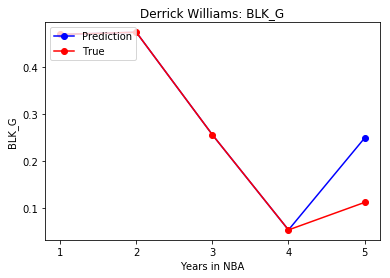 Derrick Williams: BLK_G
Prediction
True
0.4
0.3
0.2
0.1
BLK_G
1 2 3 4 5
Years in NBA